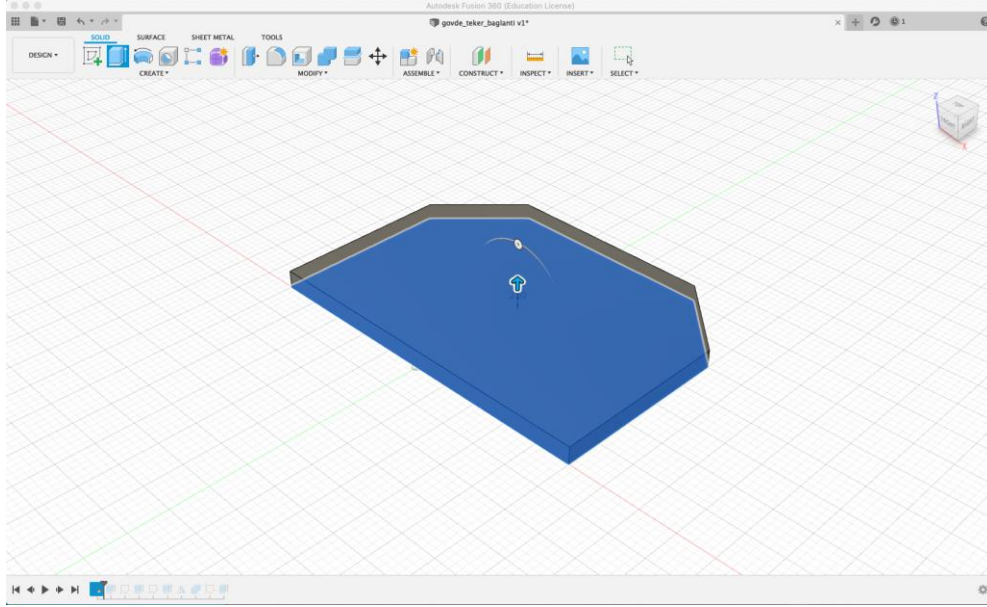 Autodesk Fusion 360 (Education License)
govde_teker_baglanti v1*
1
SOLID SURFACE SHEET METAL TOOLS
DESIGN
CREATE MODIFY ASSEMBLE CONSTRUCT INSPECT INSERT SELECT
Z
X